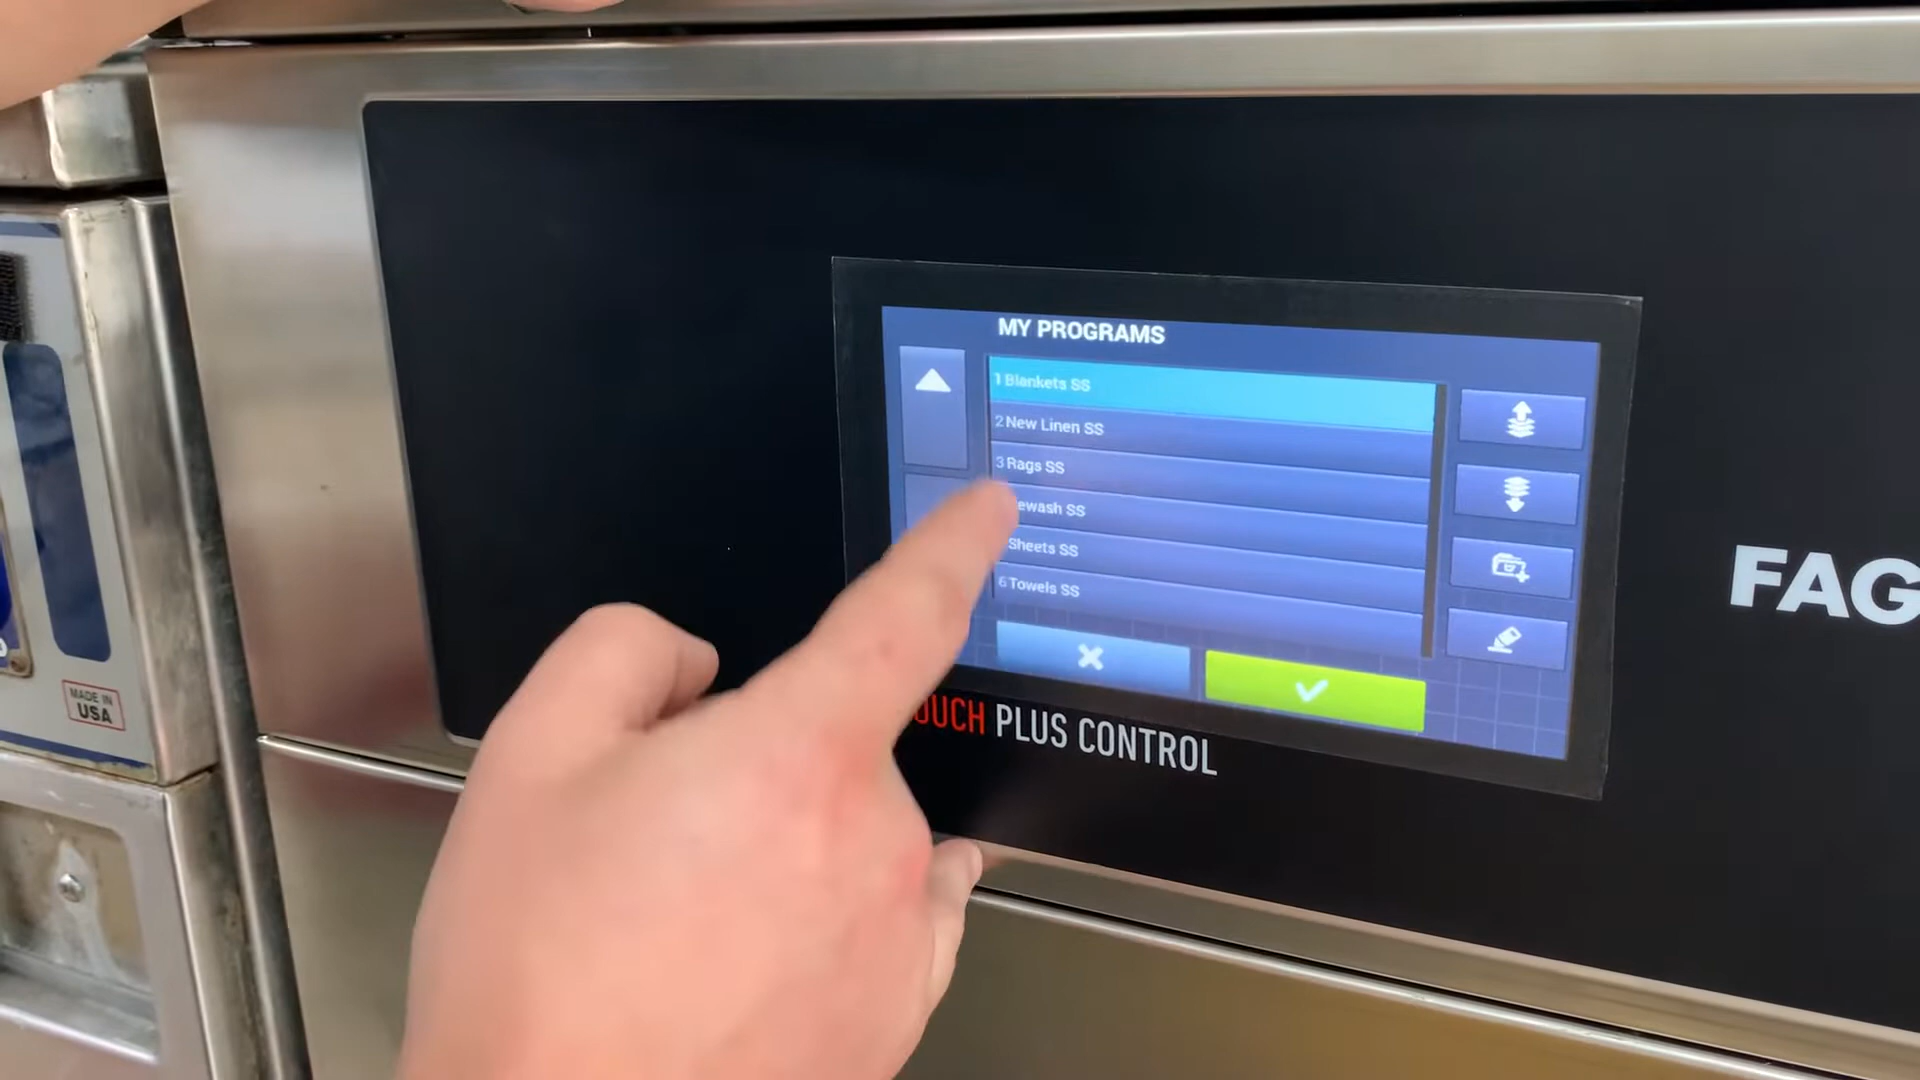 MY PROGRAMS
1 Blankets SS
2 New Linen SS
3 Rags SS
ewash SS
Sheets SS
6 Towels SS
OUCH PLUS CONTROL
FAG
MADE IN
USA